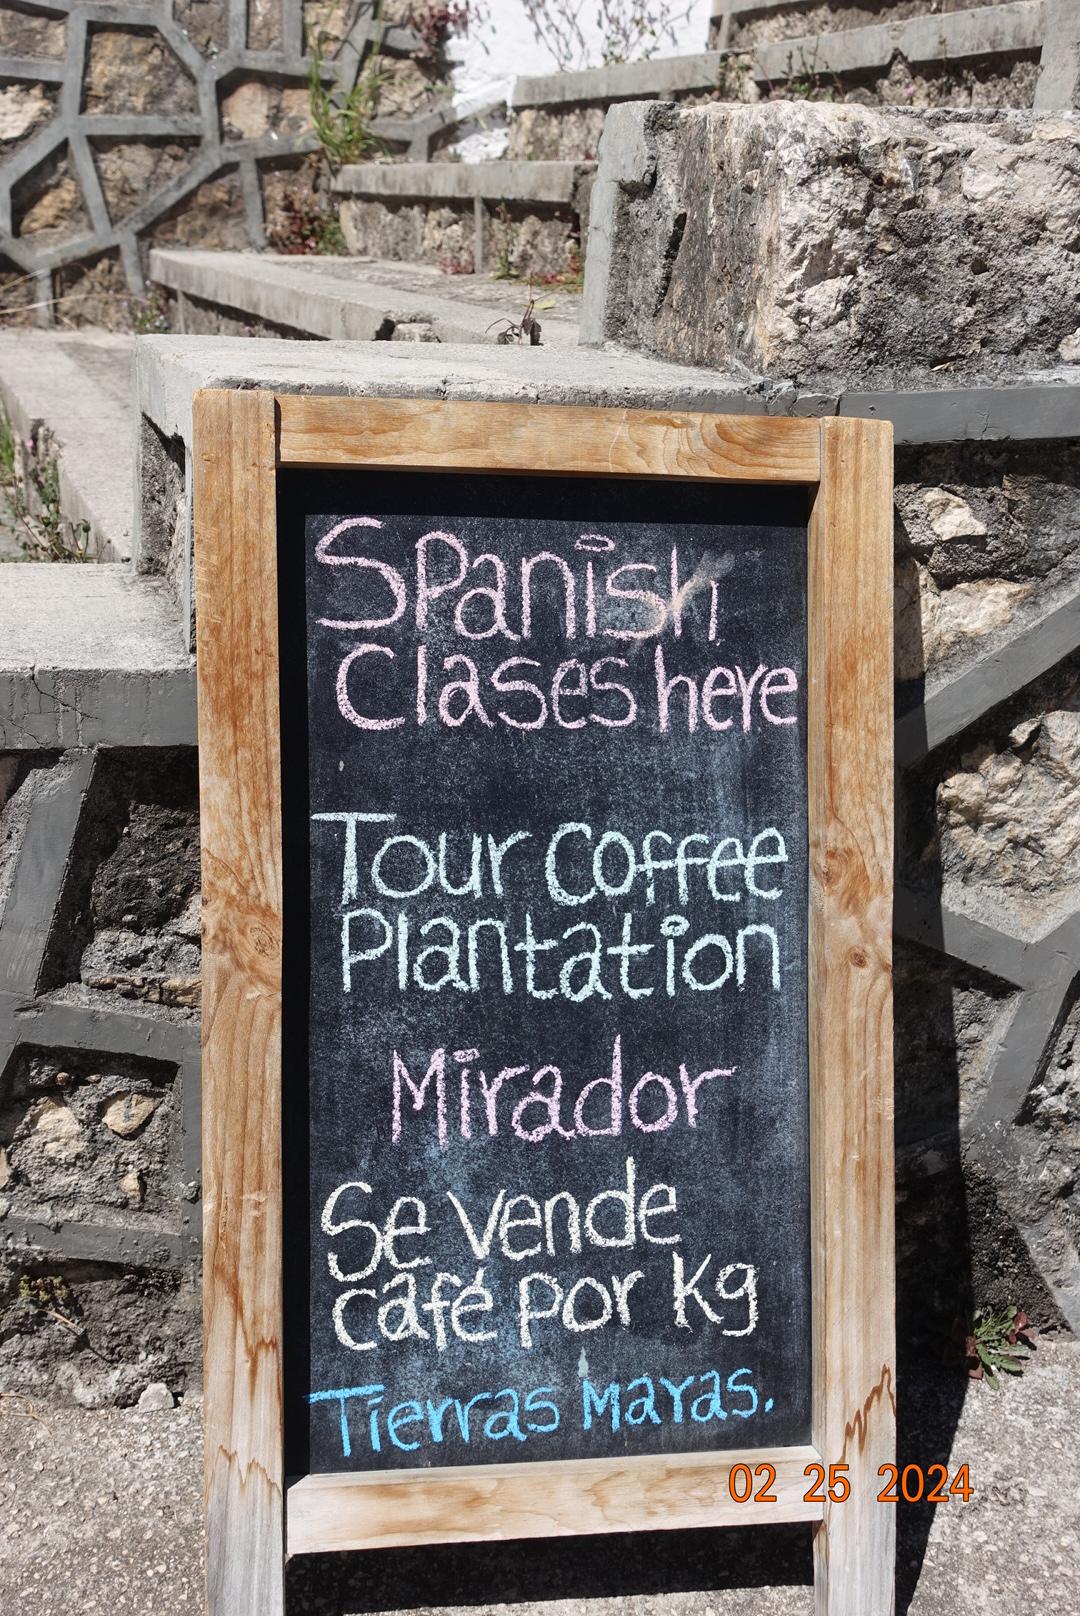 Spanish
Clases here
Tour Coffee
Plantation
Mirador
Se vende
café por Kg
Tierras Mayas.
02 25 2024